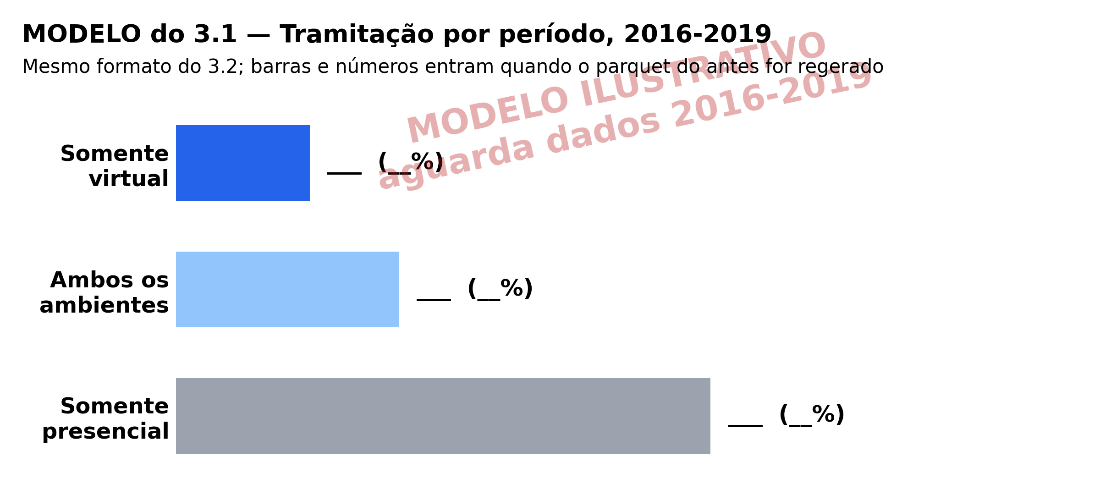 MODELO do 3.1 — Tramitação por período, 2016-2019
Mesmo formato do 3.2; barras e números entram quando o parquet do antes for regerado
MODELO ILUSTRATIVO
aguarda dados 2016-2019
Somente
virtual
___ (__%)
Ambos os
ambientes
___ (__%)
Somente
presencial
___ (__%)